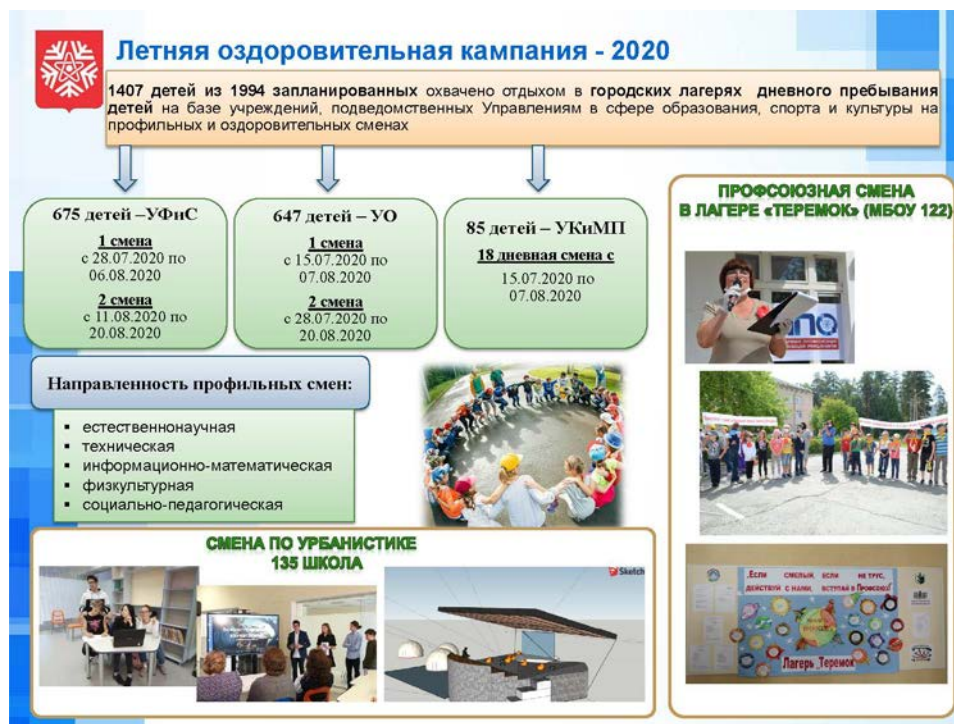 Летняя оздоровительная кампания - 2020
1407 детей из 1994 запланированных охвачено отдыхом в городских лагерях дневного пребывания
детей на базе учреждений, подведомственных Управлениям в сфере образования, спорта и культуры на
профильных и оздоровительных сменах
675 детей –УФиС
1 смена
с 28.07.2020 по
06.08.2020
2 смена
с 11.08.2020 по
20.08.2020
647 детей – УО
1 смена
с 15.07.2020 по
07.08.2020
2 смена
с 28.07.2020 по
20.08.2020
85 детей – УКиМП
18 дневная смена с
15.07.2020 по
07.08.2020
ПРОФСОЮЗНАЯ СМЕНА
В ЛАГЕРЕ «ТЕРЕМОК» (МБОУ 122)
Направленность профильных смен:
▪ естественнонаучная
▪ техническая
▪ информационно-математическая
▪ физкультурная
▪ социально-педагогическая
СМЕНА ПО УРБАНИСТИКЕ
135 ШКОЛА
Sketch
„Если смелый, если не трус,
действуй с нами, вступай в Профсоюз!
Лагерь „Теремок"